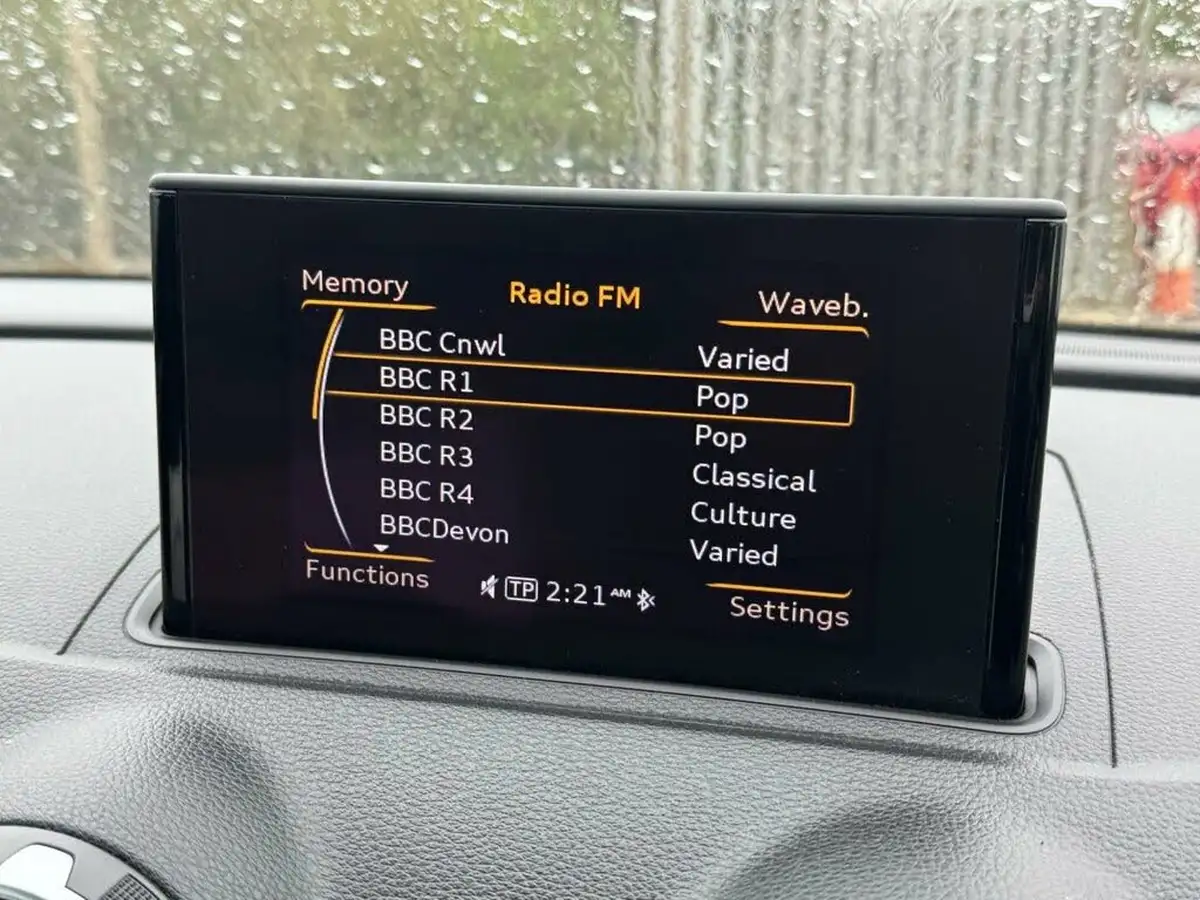 Memory Radio FM Waveb.
BBC Cnwl Varied
BBC R1 Pop
BBC R2 Pop
BBC R3 Classical
BBC R4 Culture
BBCDevon Varied
Functions TP 2:21 AM Settings